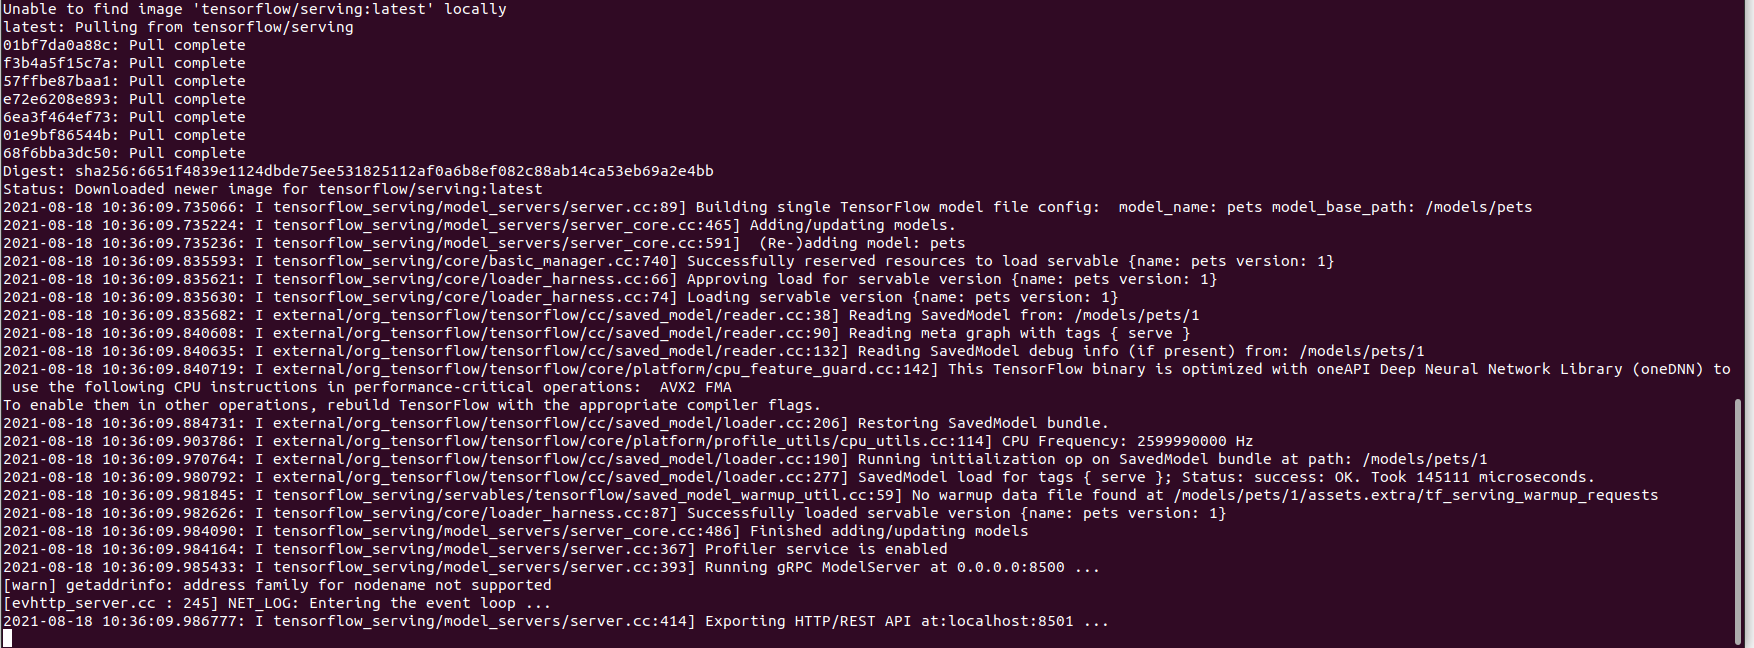 Unable to find image 'tensorflow/serving:latest' locally
latest: Pulling from tensorflow/serving
01bf7da0a88c: Pull complete
f3b4a5f15c7a: Pull complete
57ffbe87baa1: Pull complete
e72e6208e893: Pull complete
6ea3f464ef73: Pull complete
01e9bf86544b: Pull complete
68f6bba3dc50: Pull complete
Digest: sha256:6651f4839e1124dbde75ee531825112af0a6b8ef082c88ab14ca53eb69a2e4bb
Status: Downloaded newer image for tensorflow/serving:latest
2021-08-18 10:36:09.735066: I tensorflow_serving/model_servers/server.cc:89] Building single TensorFlow model file config:  model_name: pets model_base_path: /models/pets
2021-08-18 10:36:09.735224: I tensorflow_serving/model_servers/server_core.cc:465] Adding/updating models.
2021-08-18 10:36:09.735236: I tensorflow_serving/model_servers/server_core.cc:591]  (Re-)adding model: pets
2021-08-18 10:36:09.835593: I tensorflow_serving/core/basic_manager.cc:740] Successfully reserved resources to load servable {name: pets version: 1}
2021-08-18 10:36:09.835621: I tensorflow_serving/core/loader_harness.cc:66] Approving load for servable version {name: pets version: 1}
2021-08-18 10:36:09.835630: I tensorflow_serving/core/loader_harness.cc:74] Loading servable version {name: pets version: 1}
2021-08-18 10:36:09.835682: I external/org_tensorflow/tensorflow/cc/saved_model/reader.cc:38] Reading SavedModel from: /models/pets/1
2021-08-18 10:36:09.840608: I external/org_tensorflow/tensorflow/cc/saved_model/reader.cc:90] Reading meta graph with tags { serve }
2021-08-18 10:36:09.840635: I external/org_tensorflow/tensorflow/cc/saved_model/reader.cc:132] Reading SavedModel debug info (if present) from: /models/pets/1
2021-08-18 10:36:09.840719: I external/org_tensorflow/tensorflow/core/platform/cpu_feature_guard.cc:142] This TensorFlow binary is optimized with oneAPI Deep Neural Network Library (oneDNN) to
 use the following CPU instructions in performance-critical operations:  AVX2 FMA
To enable them in other operations, rebuild TensorFlow with the appropriate compiler flags.
2021-08-18 10:36:09.884731: I external/org_tensorflow/tensorflow/cc/saved_model/loader.cc:206] Restoring SavedModel bundle.
2021-08-18 10:36:09.903786: I external/org_tensorflow/tensorflow/core/platform/profile_utils/cpu_utils.cc:114] CPU Frequency: 2599990000 Hz
2021-08-18 10:36:09.970764: I external/org_tensorflow/tensorflow/cc/saved_model/loader.cc:190] Running initialization op on SavedModel bundle at path: /models/pets/1
2021-08-18 10:36:09.980792: I external/org_tensorflow/tensorflow/cc/saved_model/loader.cc:277] SavedModel load for tags { serve }; Status: success: OK. Took 145111 microseconds.
2021-08-18 10:36:09.981845: I tensorflow_serving/servables/tensorflow/saved_model_warmup_util.cc:59] No warmup data file found at /models/pets/1/assets.extra/tf_serving_warmup_requests
2021-08-18 10:36:09.982626: I tensorflow_serving/core/loader_harness.cc:87] Successfully loaded servable version {name: pets version: 1}
2021-08-18 10:36:09.984090: I tensorflow_serving/model_servers/server_core.cc:486] Finished adding/updating models
2021-08-18 10:36:09.984164: I tensorflow_serving/model_servers/server.cc:367] Profiler service is enabled
2021-08-18 10:36:09.985433: I tensorflow_serving/model_servers/server.cc:393] Running gRPC ModelServer at 0.0.0.0:8500 ...
[warn] getaddrinfo: address family for nodename not supported
[evhttp_server.cc : 245] NET_LOG: Entering the event loop ...
2021-08-18 10:36:09.986777: I tensorflow_serving/model_servers/server.cc:414] Exporting HTTP/REST API at:localhost:8501 ...